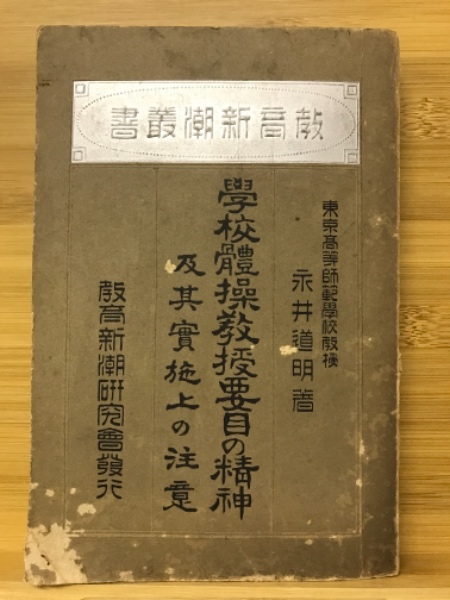 教育新潮叢書
東京高等師範學校教授
永井道明著
學校體操教授要目の精神
及其實施上の注意
教育新潮研究會發行